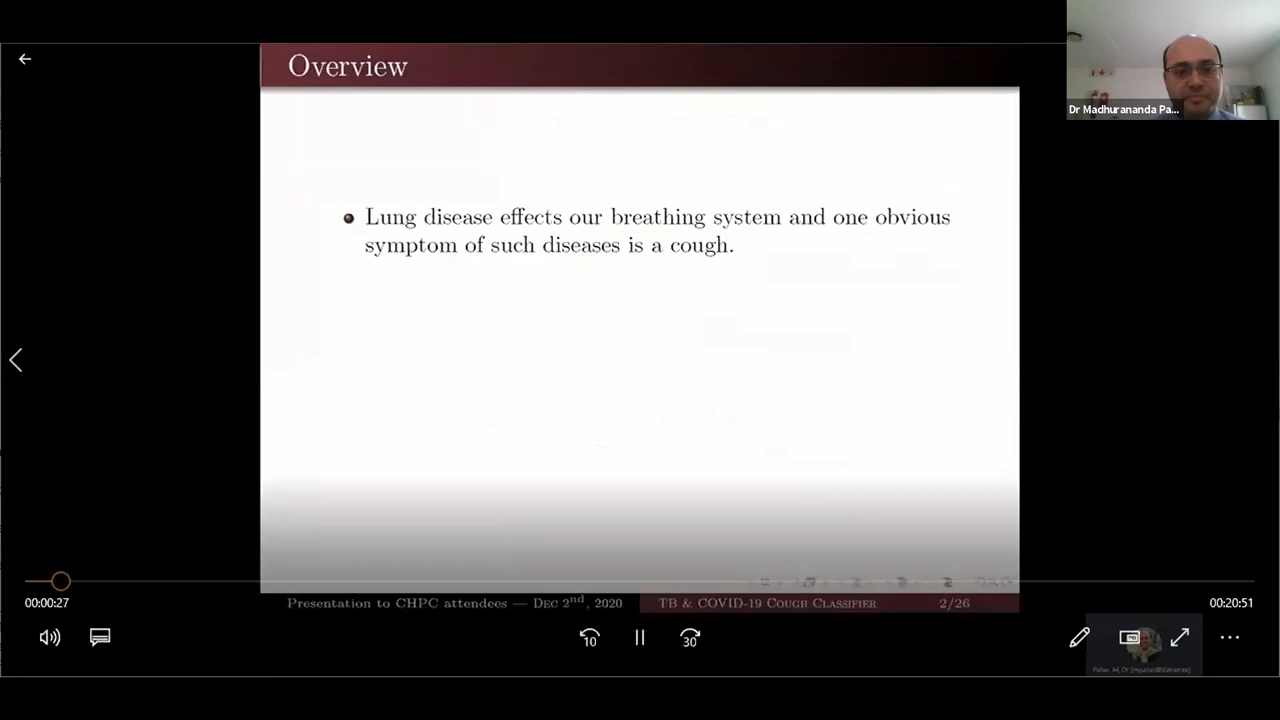 Overview
Dr Madhurananda Pa...
Lung disease effects our breathing system and one obvious
symptom of such diseases is a cough.
00:00:27
00:20:51
Presentation to CHPC attendees — Dec 2nd, 2020
TB & COVID-19 Cough Classifier
2/26
10
30